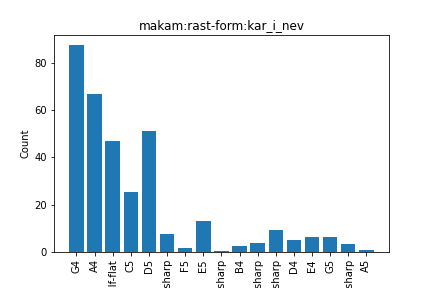 makam:rast-form:kar_i_nev
80
60
40
20
0
Count
G4
A4
lf-flat
C5
D5
sharp
F5
E5
sharp
B4
sharp
sharp
D4
E4
G5
sharp
A5